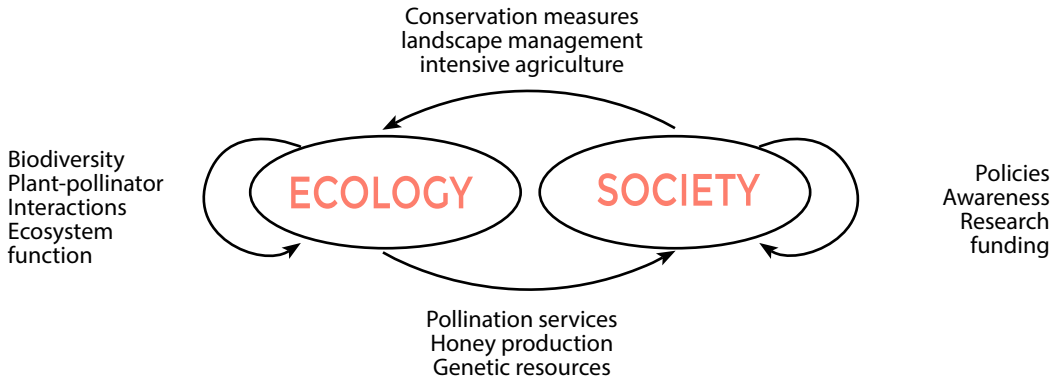 Conservation measures
landscape management
intensive agriculture
Biodiversity
Plant-pollinator
Interactions
Ecosystem
function
ECOLOGY
SOCIETY
Policies
Awareness
Research
funding
Pollination services
Honey production
Genetic resources